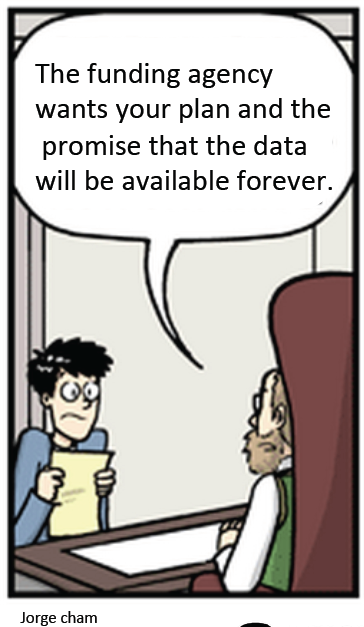 The funding agency
wants your plan and the
promise that the data
will be available forever.
Jorge cham